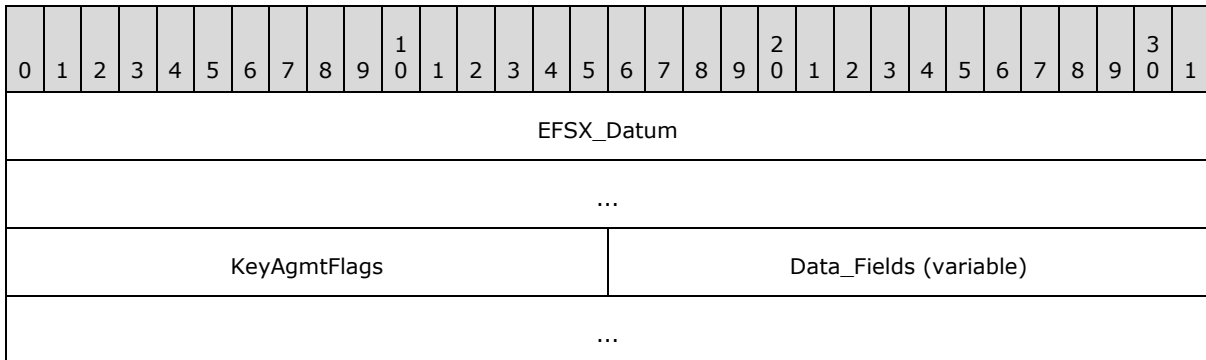 1 2 3
0 1 2 3 4 5 6 7 8 9 0 1 2 3 4 5 6 7 8 9 0 1 2 3 4 5 6 7 8 9 0 1
EFSX_Datum
...
KeyAgmtFlags Data_Fields (variable)
...